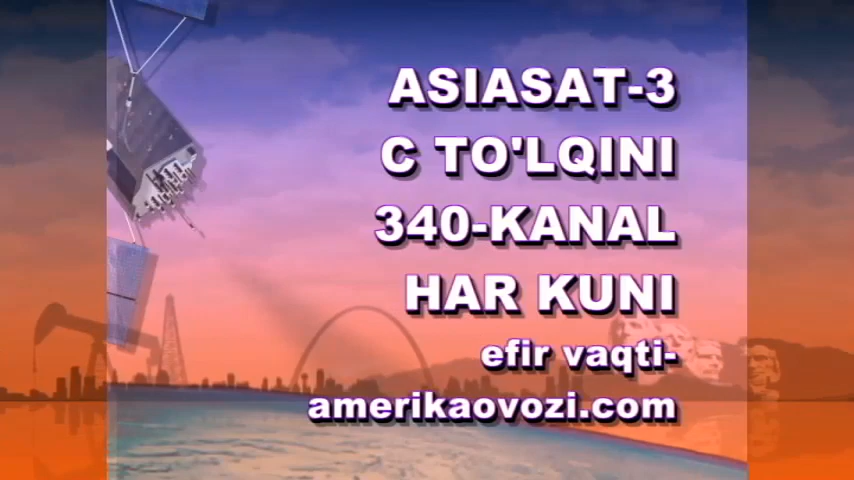 ASIASAT-3
C TO'LQINI
340-KANAL
HAR KUNI
efir vaqti-
amerikaovozi.com